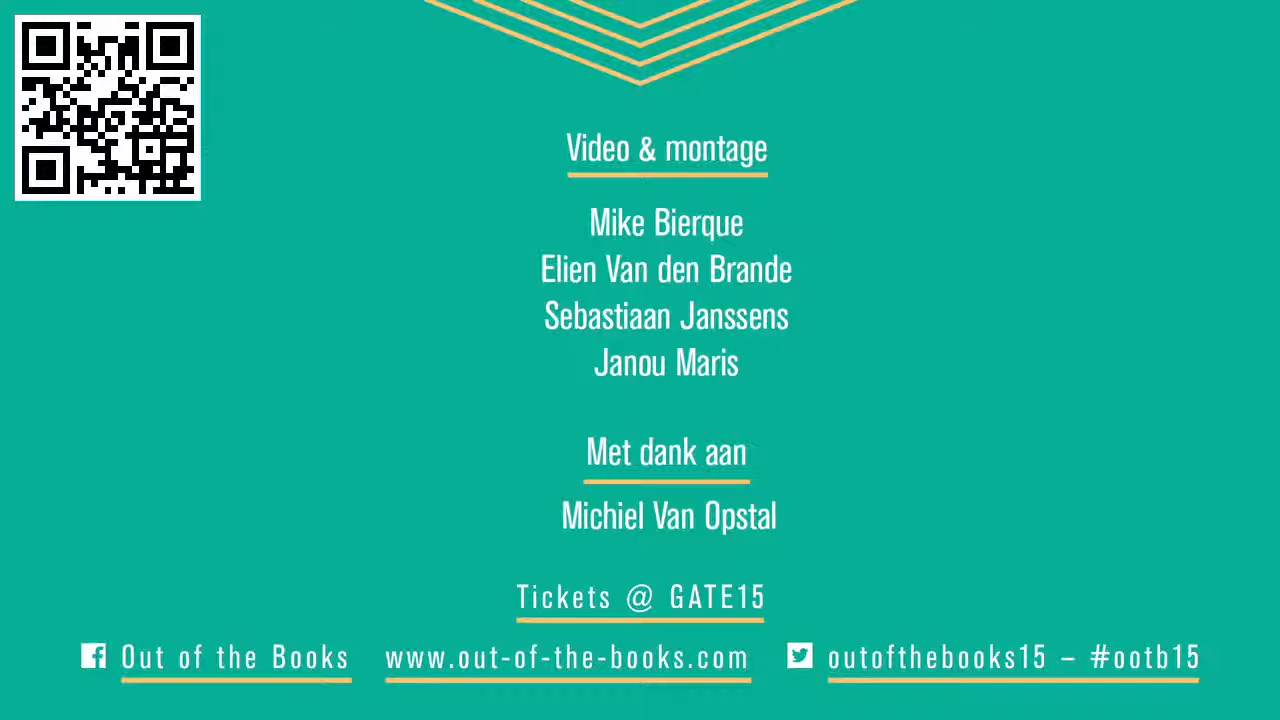 Video & montage
Mike Bierque
Elien Van den Brande
Sebastiaan Janssens
Janou Maris
Met dank aan
Michiel Van Opstal
Tickets @ GATE15
Out of the Books www.out-of-the-books.com outofthebooks15 – #ootb15